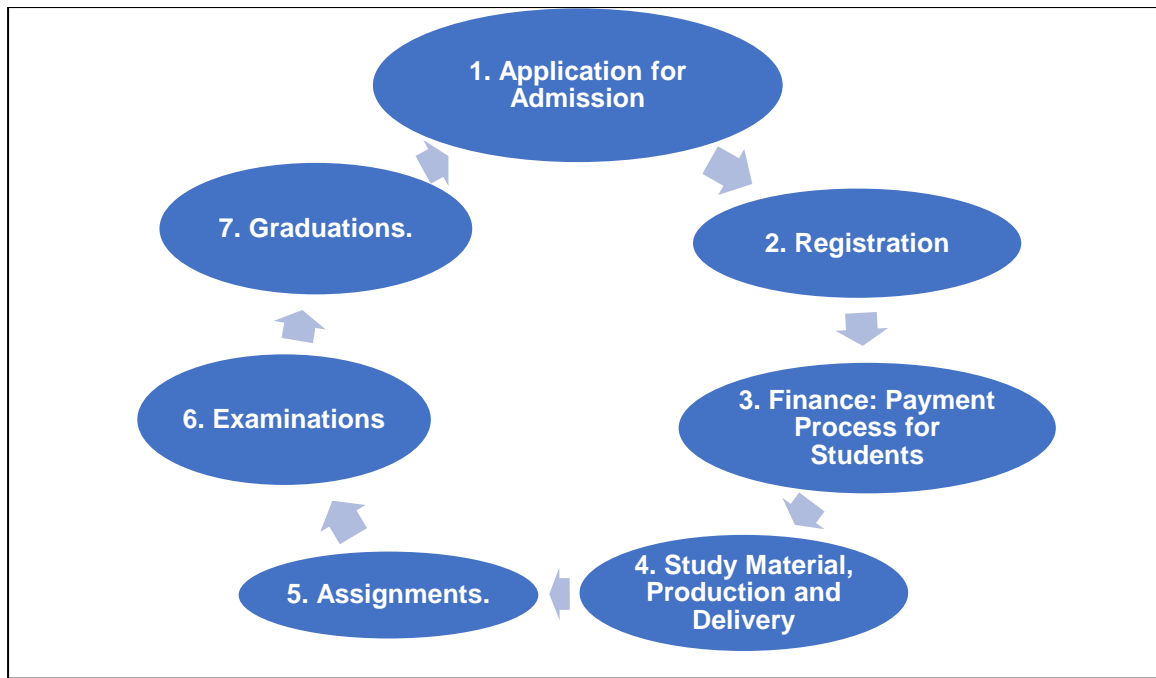 1. Application for
Admission
2. Registration
3. Finance: Payment
Process for
Students
4. Study Material,
Production and
Delivery
5. Assignments.
6. Examinations
7. Graduations.